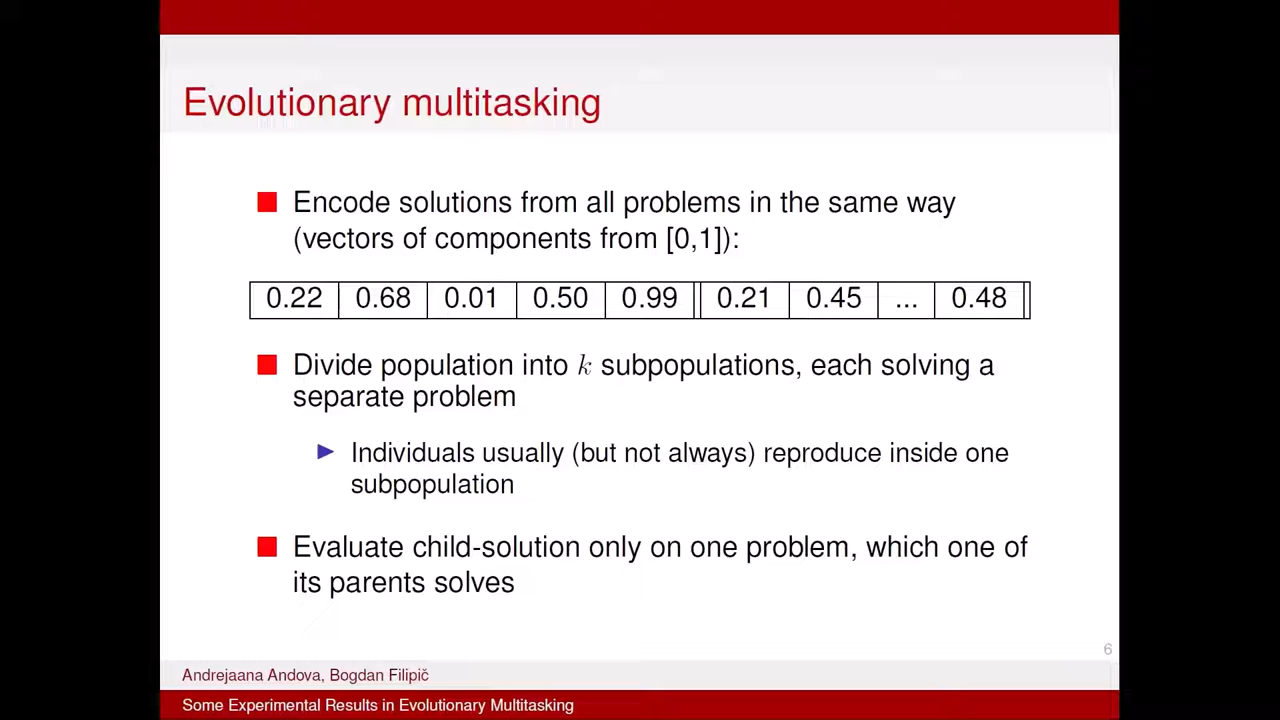 Evolutionary multitasking
Encode solutions from all problems in the same way
(vectors of components from [0,1]):
0.22 0.68 0.01 0.50 0.99 0.21 0.45 ... 0.48
Divide population into k subpopulations, each solving a
separate problem
Individuals usually (but not always) reproduce inside one
subpopulation
Evaluate child-solution only on one problem, which one of
its parents solves
6
Andrejaana Andova, Bogdan Filipič
Some Experimental Results in Evolutionary Multitasking